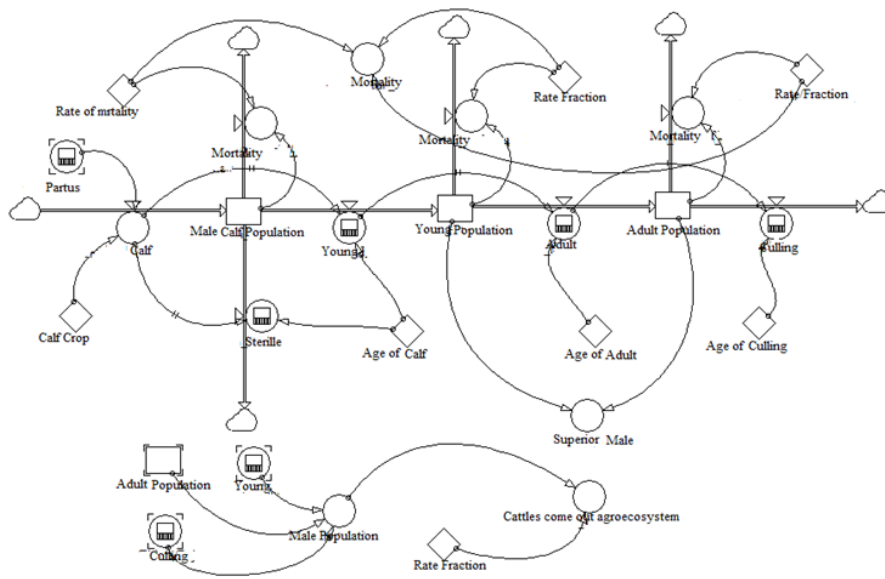 Mortality
Rate of mrtality
Rate Fraction
Rate Fraction
Mortality
Mortality
Mortality
Partus
Calf
Male Calf Population
Young
Young Population
Adult
Adult Population
Culling
Calf Crop
Sterille
Age of Calf
Age of Adult
Age of Culling
Superior Male
Adult Population
Young
Culling
Male Population
Cattles come out agroecosystem
Rate Fraction